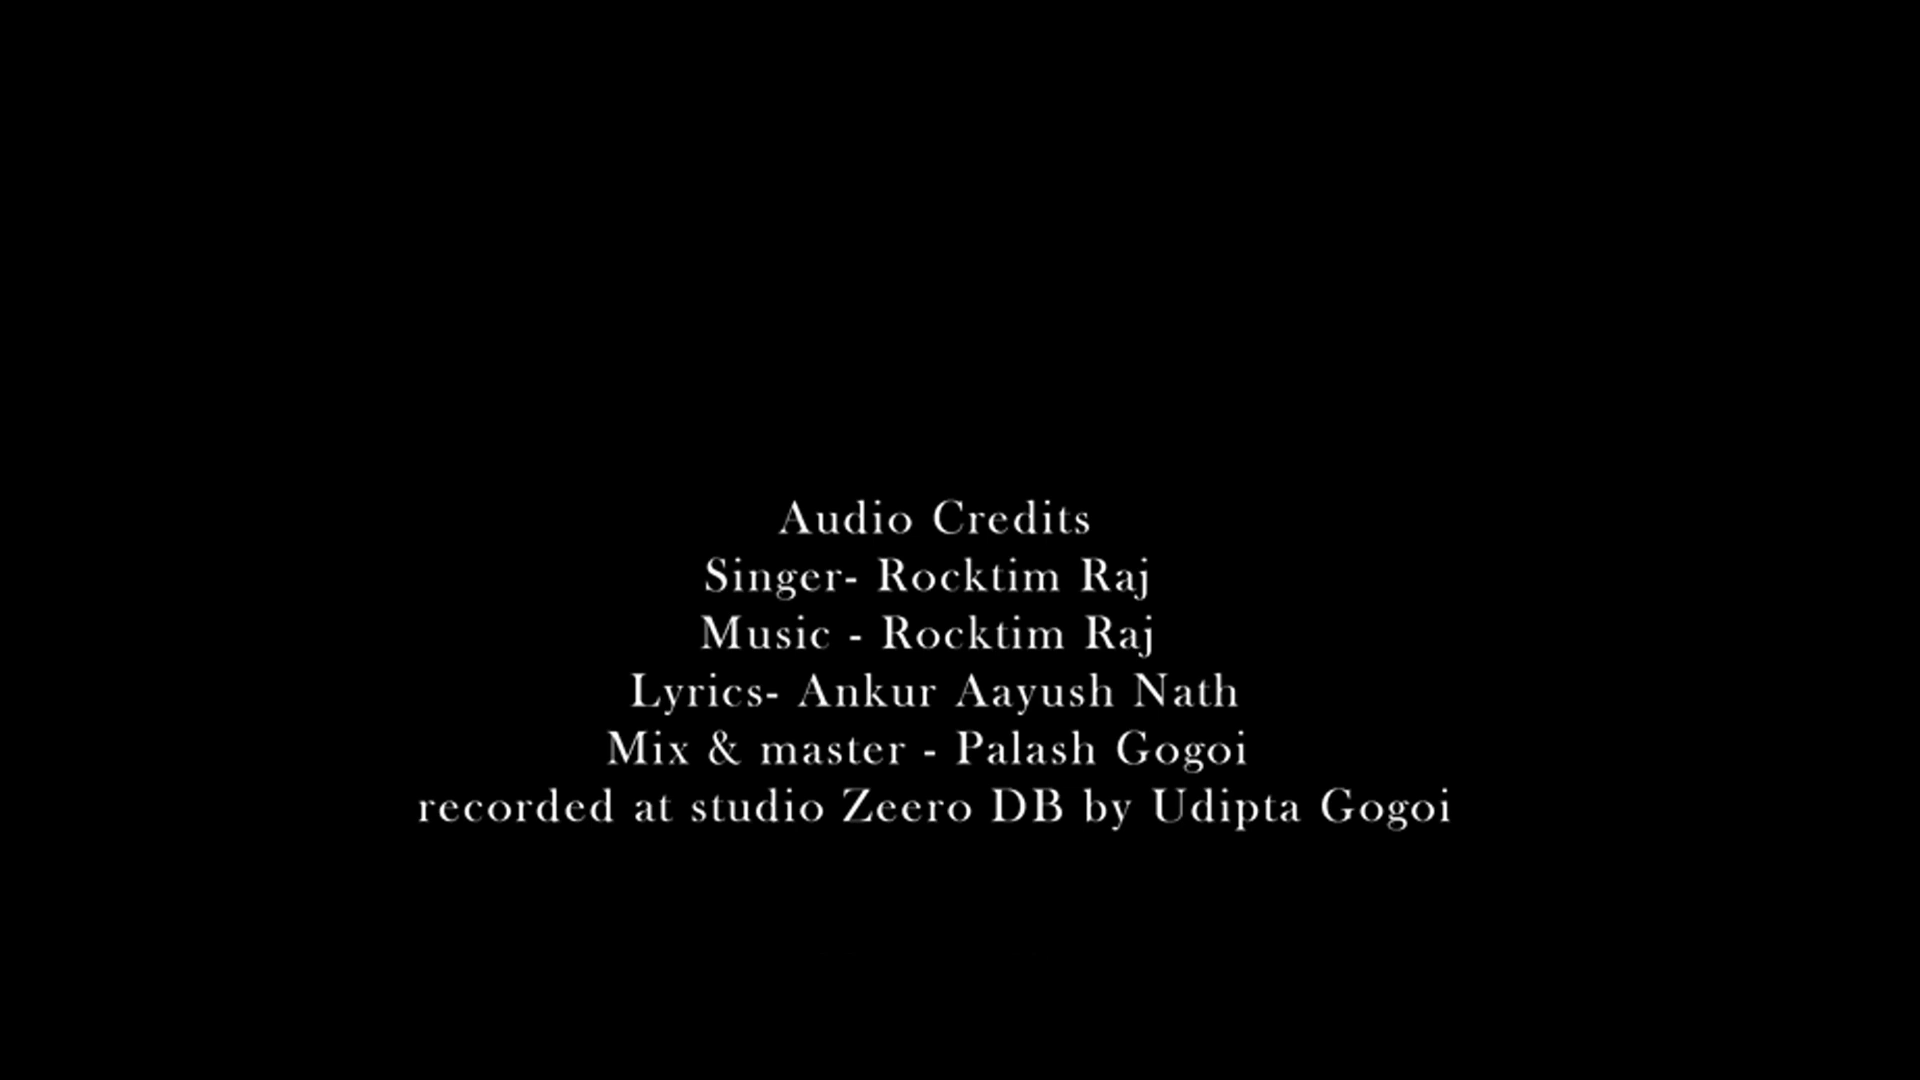 Audio Credits
Singer- Rocktim Raj
Music - Rocktim Raj
Lyrics- Ankur Aayush Nath
Mix & master - Palash Gogoi
recorded at studio Zeero DB by Udipta Gogoi